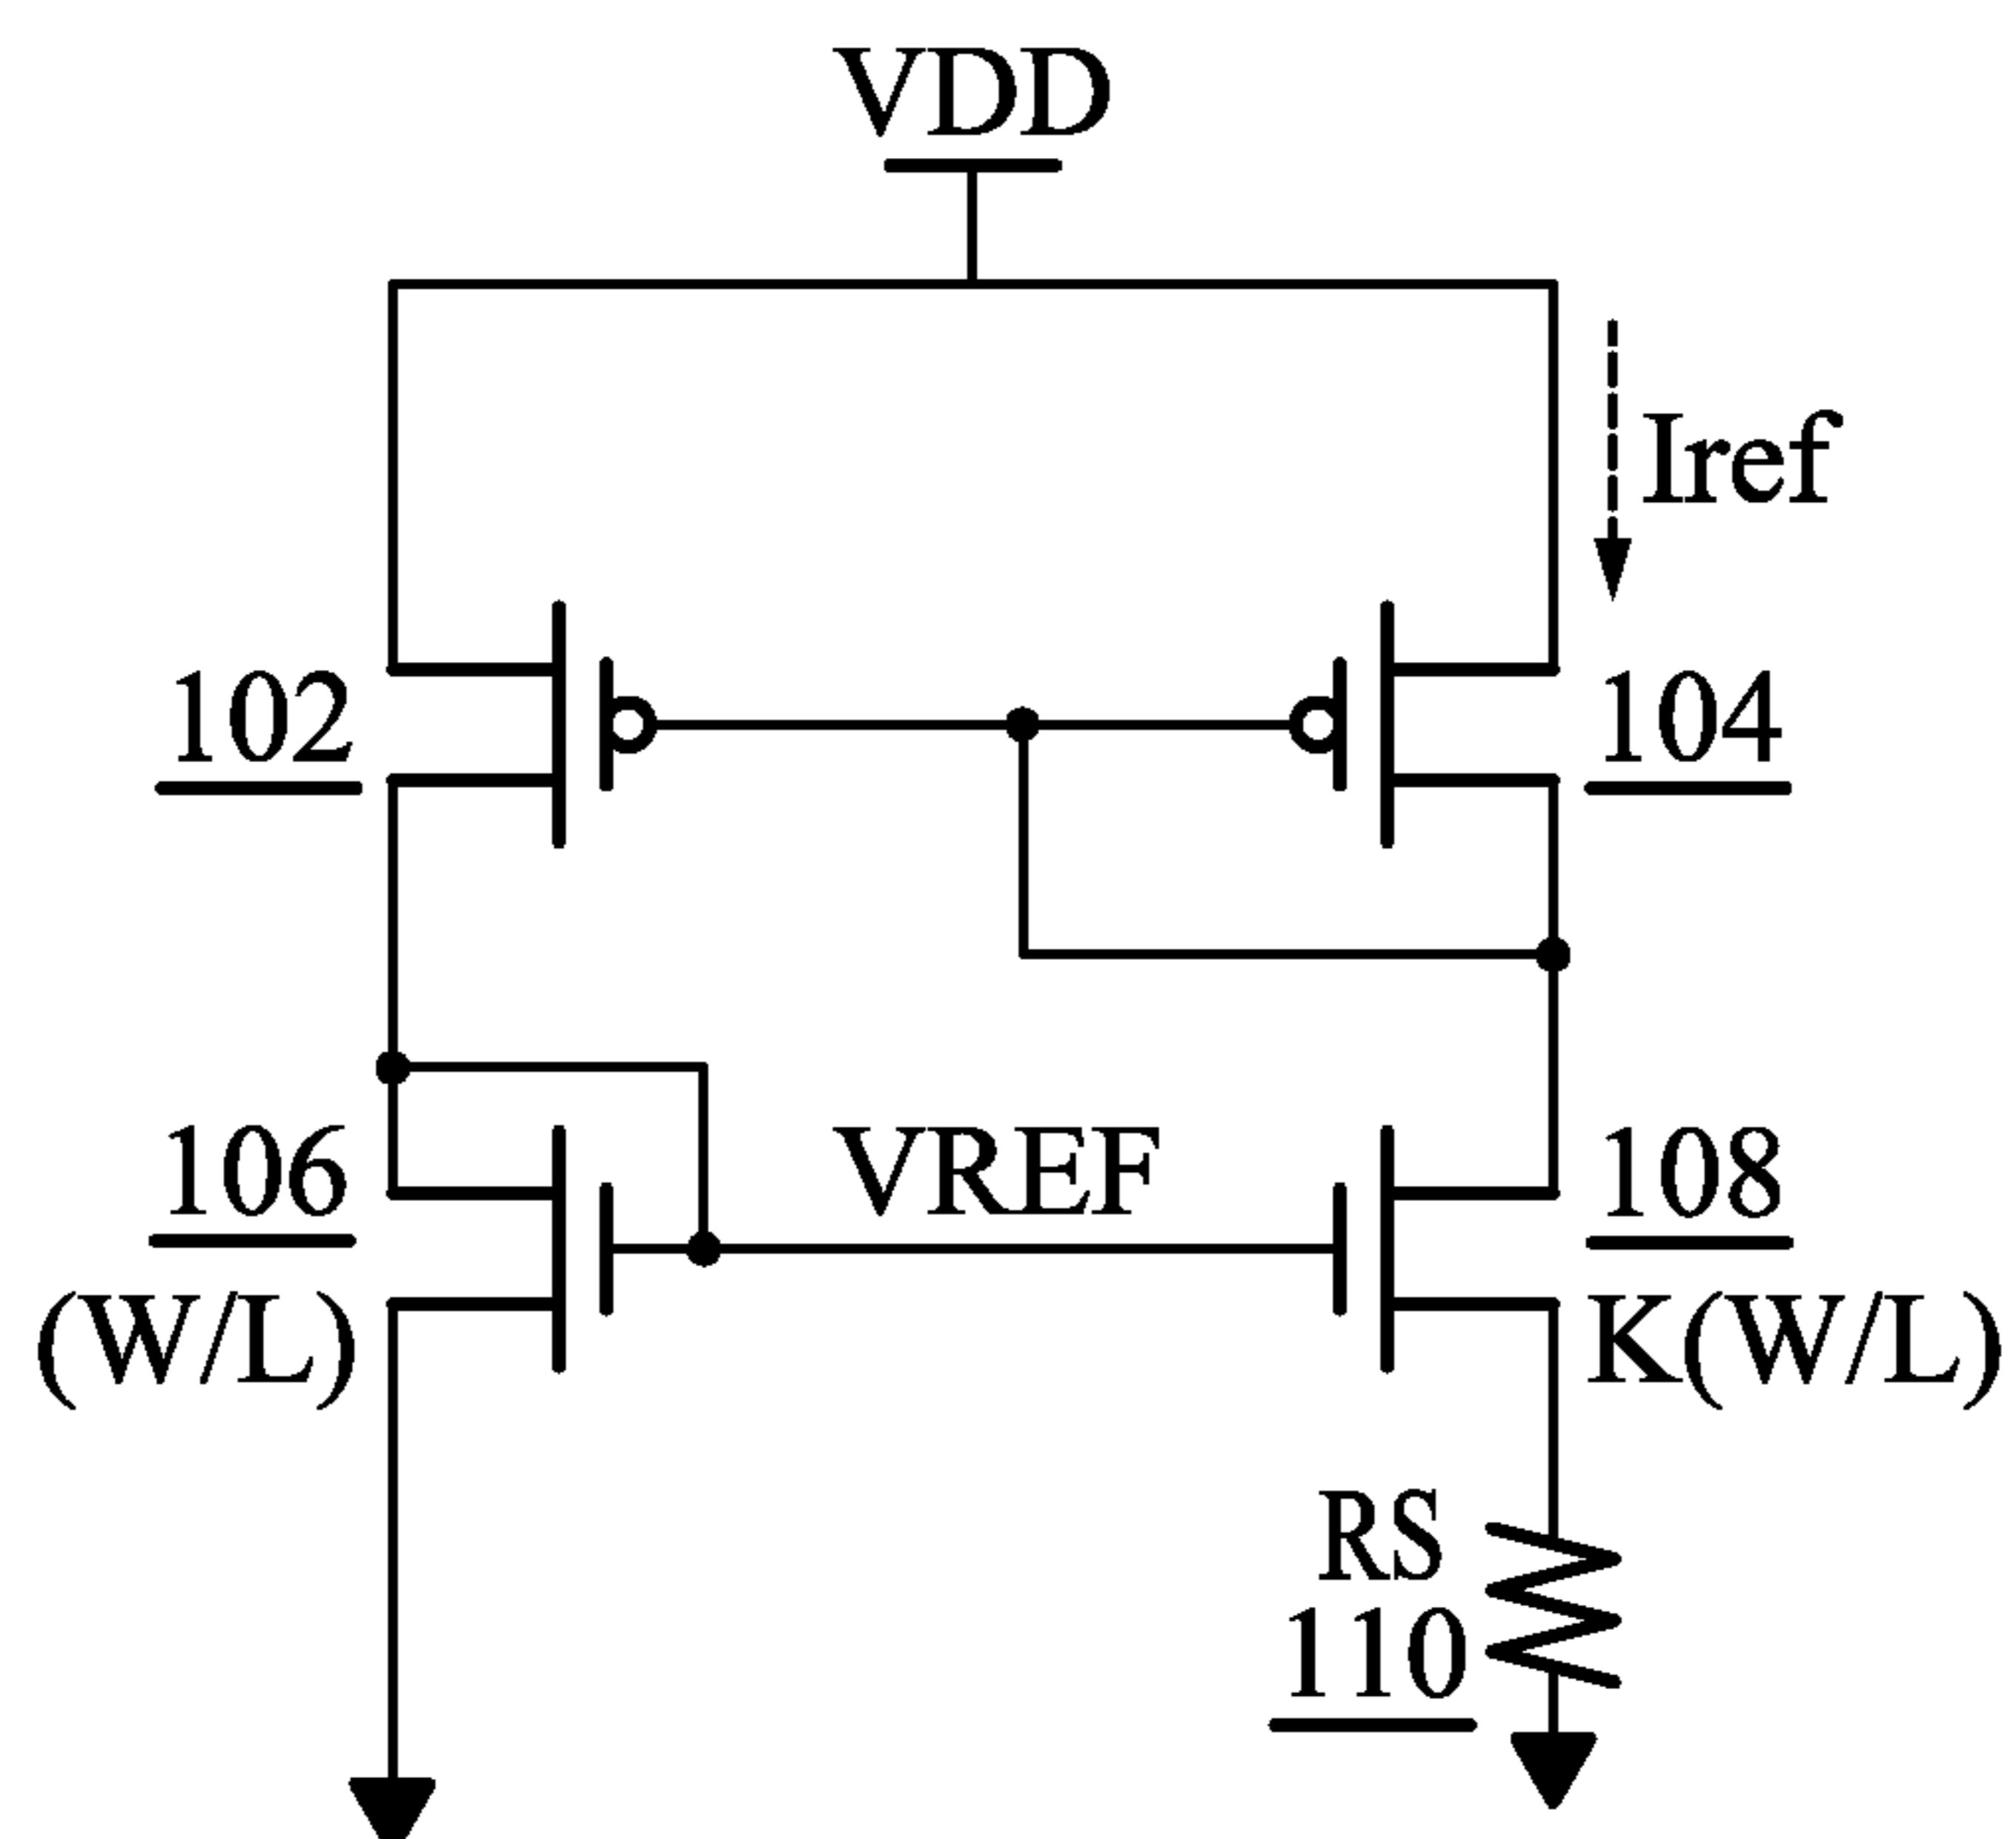 VDD
Iref
102
104
106
VREF
108
(W/L)
K(W/L)
RS
110